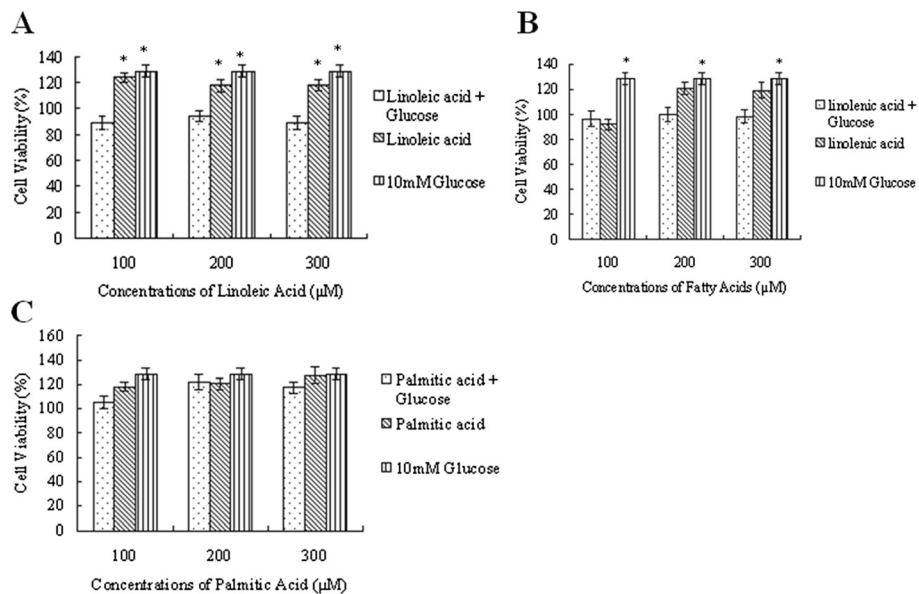 A
Cell Viability (%)
140
120
100
80
60
40
20
0
* * * * * *
100 200 300
Concentrations of Linoleic Acid (µM)
Linoleic acid +
Glucose
Linoleic acid
10mM Glucose
B
Cell Viability (%)
140
120
100
80
60
40
20
0
* * *
100 200 300
Concentrations of Fatty Acids (µM)
linolenic acid +
Glucose
linolenic acid
10mM Glucose
C
Cell Viability (%)
160
140
120
100
80
60
40
20
0
100 200 300
Concentrations of Palmitic Acid (µM)
Palmitic acid +
Glucose
Palmitic acid
10mM Glucose